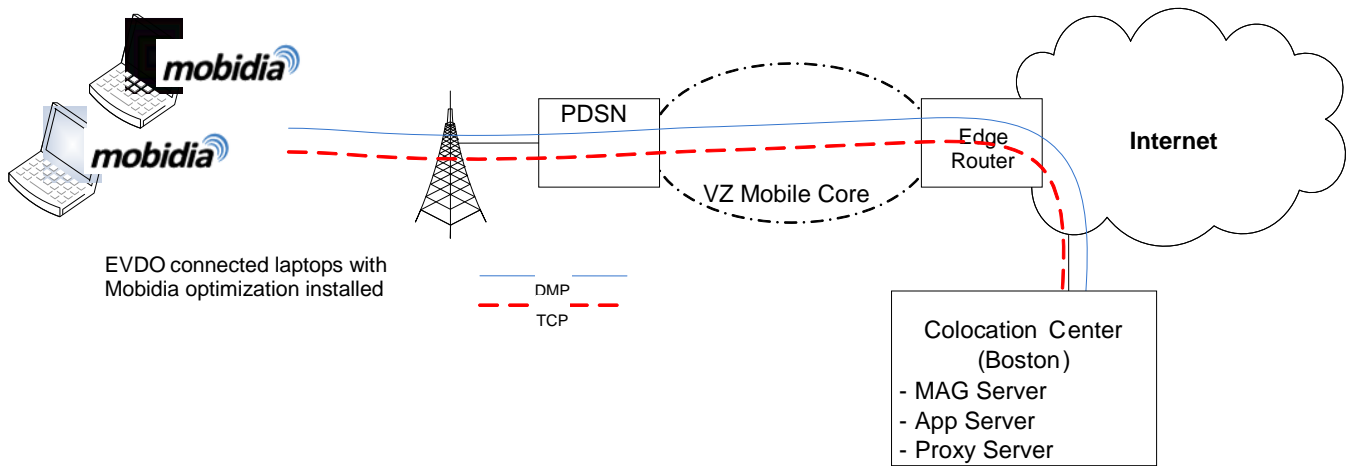 mobidia
mobidia
PDSN
Edge
Router
Internet
VZ Mobile Core
EVDO connected laptops with
Mobidia optimization installed
DMP
TCP
Colocation Center
(Boston)
- MAG Server
- App Server
- Proxy Server